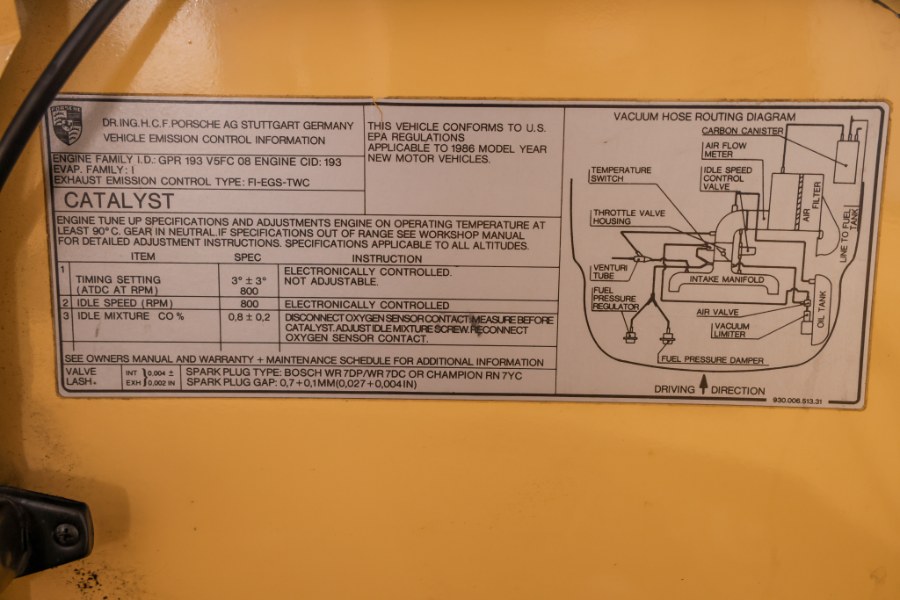 PORSCHE
DR.ING.H.C.F.PORSCHE AG STUTTGART GERMANY
VEHICLE EMISSION CONTROL INFORMATION
ENGINE FAMILY I.D: GPR 193 V5FC 08 ENGINE CID: 193
EVAP. FAMILY: I
EXHAUST EMISSION CONTROL TYPE: FI-EGS-TWC
CATALYST
THIS VEHICLE CONFORMS TO U.S.
EPA REGULATIONS
APPLICABLE TO 1986 MODEL YEAR
NEW MOTOR VEHICLES.
ENGINE TUNE UP SPECIFICATIONS AND ADJUSTMENTS ENGINE ON OPERATING TEMPERATURE AT
LEAST 90°C. GEAR IN NEUTRAL.IF SPECIFICATIONS OUT OF RANGE SEE WORKSHOP MANUAL
FOR DETAILED ADJUSTMENT INSTRUCTIONS. SPECIFICATIONS APPLICABLE TO ALL ALTITUDES.
ITEM SPEC INSTRUCTION
1 TIMING SETTING 3° ± 3° ELECTRONICALLY CONTROLLED.
(ATDC AT RPM) 800 NOT ADJUSTABLE.
2 IDLE SPEED (RPM) 800 ELECTRONICALLY CONTROLLED
3 IDLE MIXTURE CO % 0,8 ± 0,2 DISCONNECT OXYGEN SENSOR CONTACT MEASURE BEFORE
CATALYST. ADJUST IDLE MIXTURE SCREW. RECONNECT
OXYGEN SENSOR CONTACT.
SEE OWNERS MANUAL AND WARRANTY + MAINTENANCE SCHEDULE FOR ADDITIONAL INFORMATION
VALVE LASH. INT 0.004 ±
EXH 0,002 IN
SPARK PLUG TYPE: BOSCH WR 7DP/WR 7DC OR CHAMPION RN 7YC
SPARK PLUG GAP: 0,7+0,1MM(0,027+0,004IN)
VACUUM HOSE ROUTING DIAGRAM
CARBON CANISTER
AIR FLOW
METER
TEMPERATURE
SWITCH
IDLE SPEED
CONTROL
VALVE
THROTTLE VALVE
HOUSING
AIR
FILTER
LINE TO FUEL
TANK
VENTURI
TUBE
INTAKE MANIFOLD
FUEL
PRESSURE
REGULATOR
AIR VALVE
OIL TANK
VACUUM
LIMITER
FUEL PRESSURE DAMPER
DRIVING DIRECTION
930.006.513.31